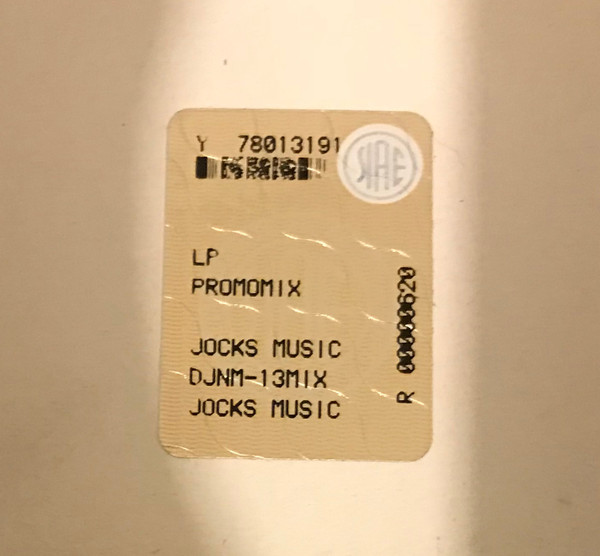 Y 78013191
SIAE
LP
PROMOMIX
JOCKS MUSIC
DJNM-13MIX
JOCKS MUSIC
R 00000620